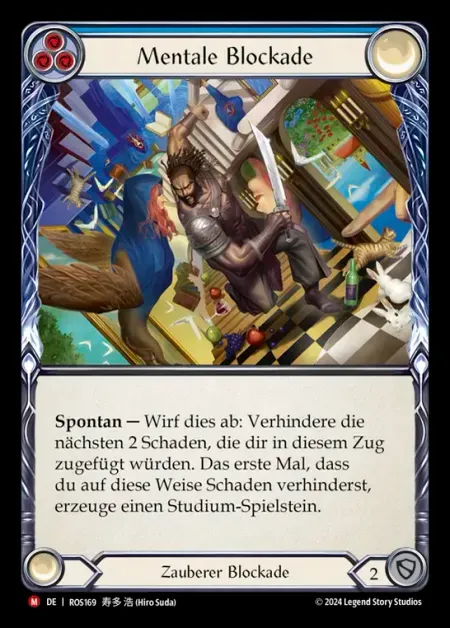 Mentale Blockade
Spontan — Wirf dies ab: Verhindere die
nächsten 2 Schaden, die dir in diesem Zug
zugefügt würden. Das erste Mal, dass
du auf diese Weise Schaden verhinderst,
erzeuge einen Studium-Spielstein.
Zauberer Blockade
2
M DE | ROS169 寿多 浩 (Hiro Suda)
© 2024 Legend Story Studios